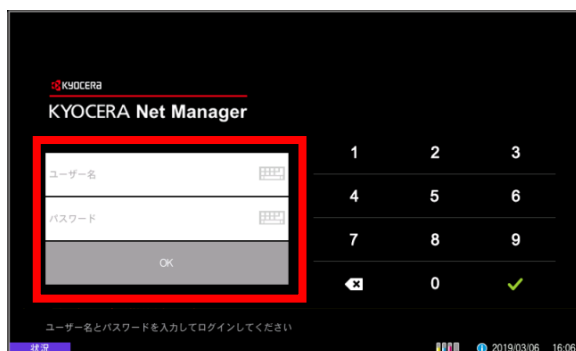 KYOCERA
KYOCERA Net Manager
ユーザー名
パスワード
OK
1 2 3
4 5 6
7 8 9
0
ユーザー名とパスワードを入力してログインしてください
状況
2019/03/06 16:06